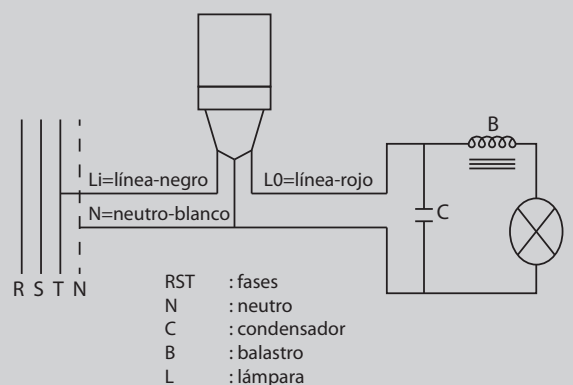 B
Li=línea-negro
L0=línea-rojo
N=neutro-blanco
C
R S T N
RST : fases
N : neutro
C : condensador
B : balastro
L : lámpara